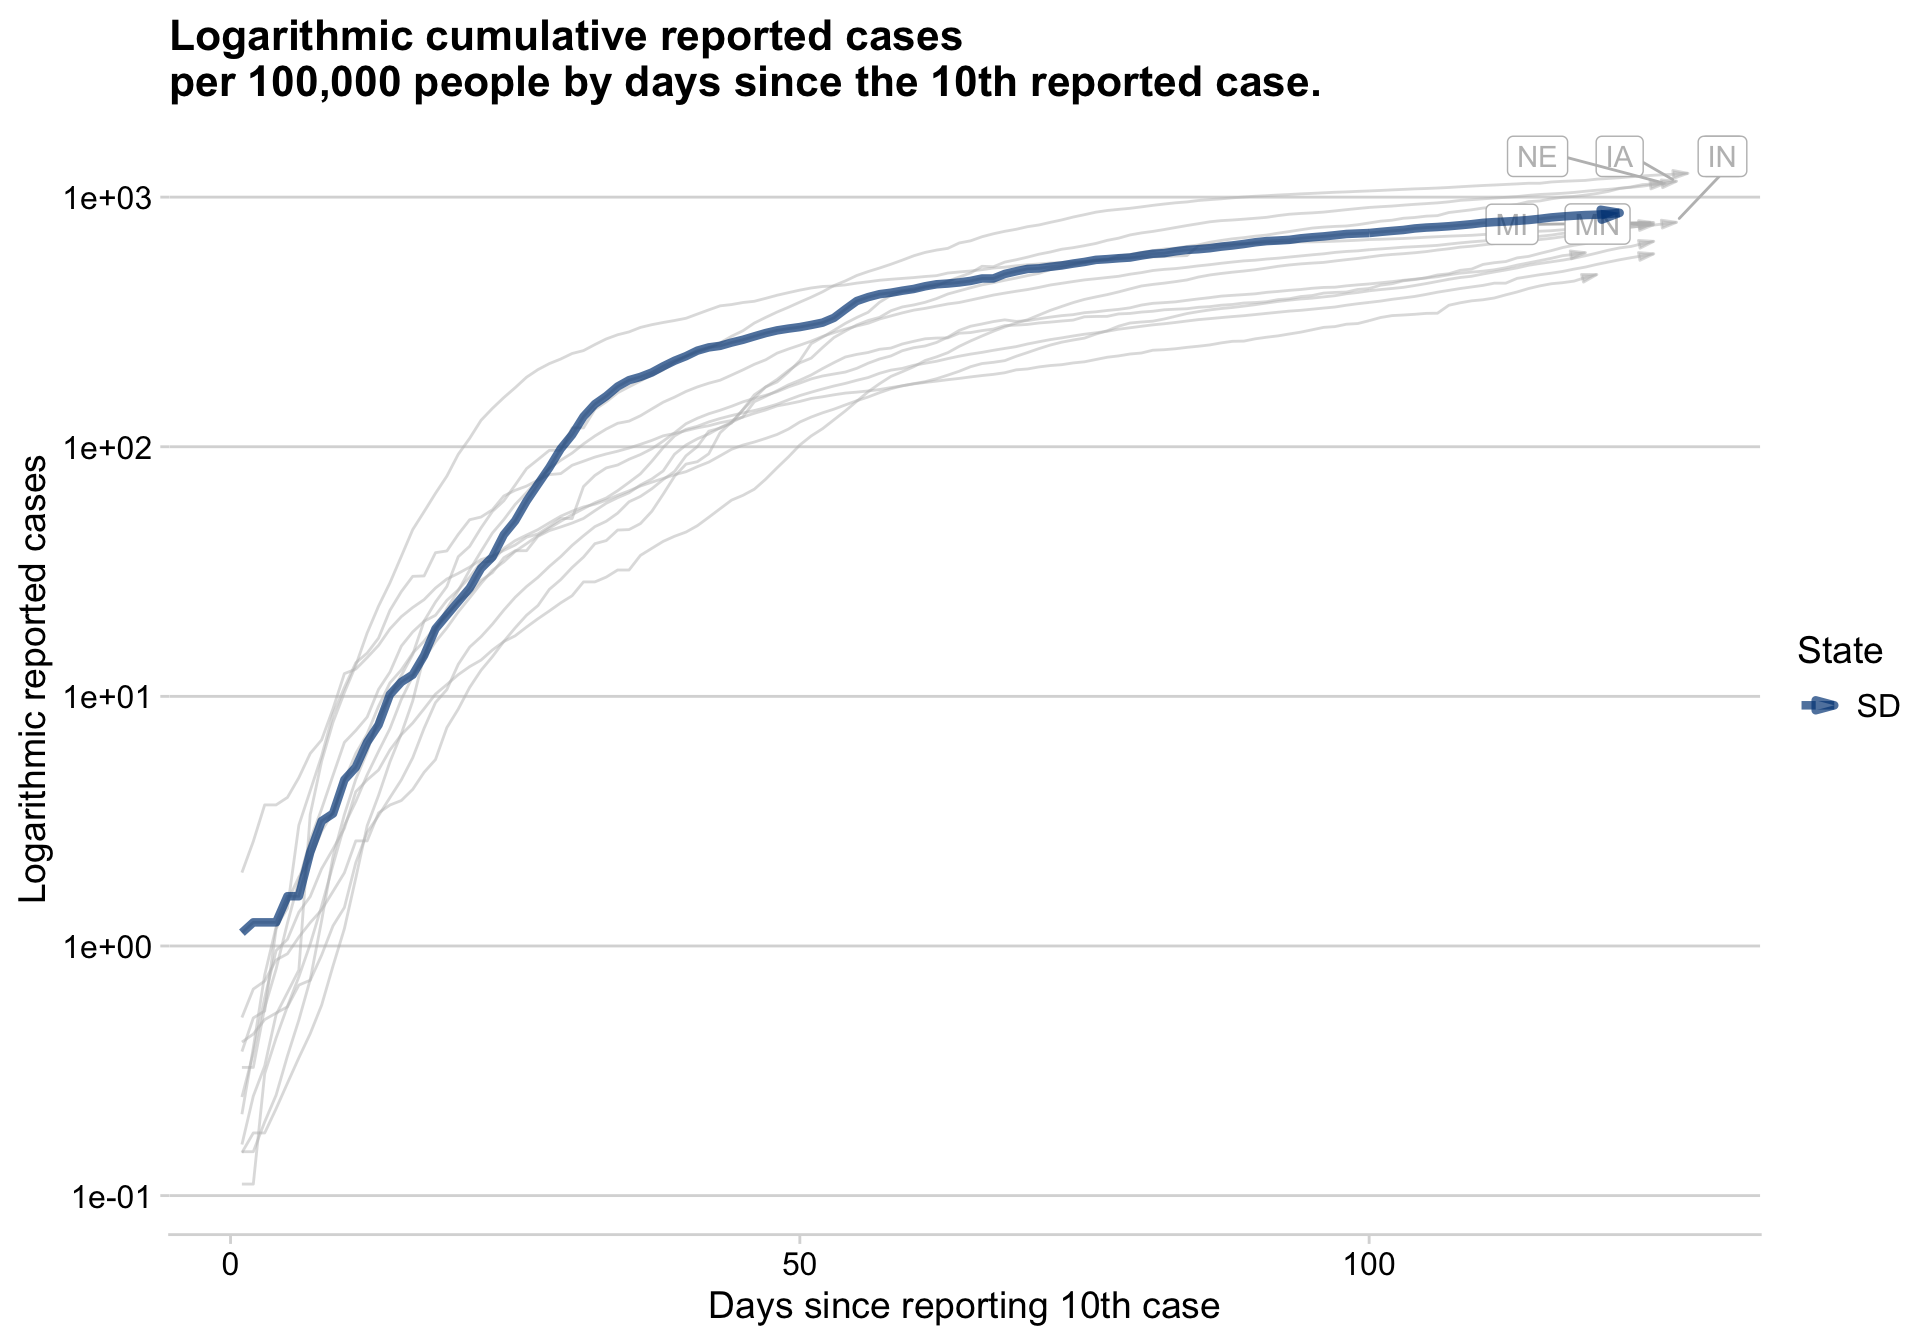 Logarithmic cumulative reported cases
per 100,000 people by days since the 10th reported case.
NE
IA
IN
1e+03
MI
MN
1e+02
1e+01
1e+00
1e-01
Logarithmic reported cases
State
SD
0
50
100
Days since reporting 10th case